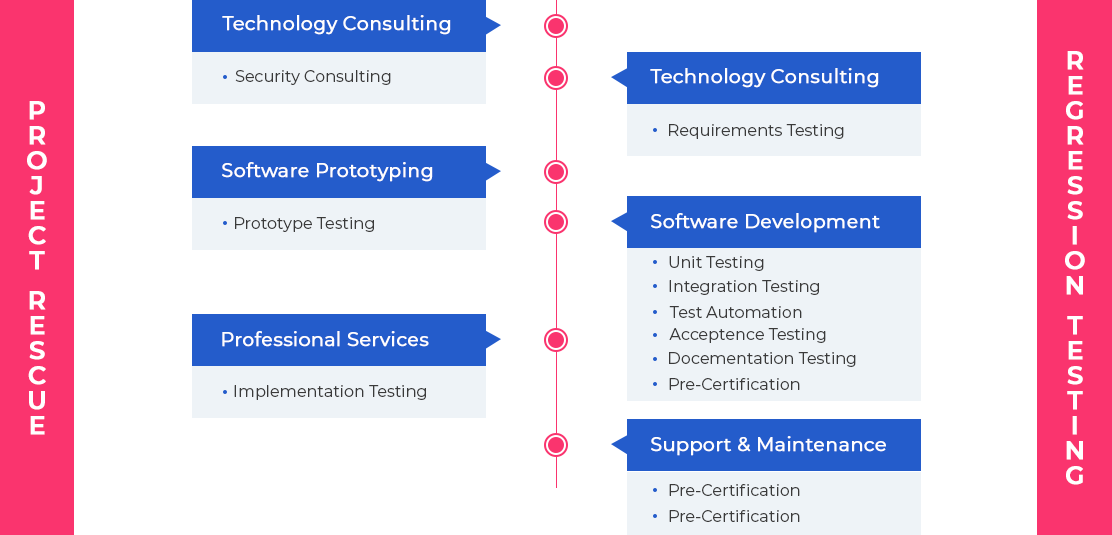 PROJECT RESCUE
Technology Consulting
• Security Consulting
Technology Consulting
• Requirements Testing
Software Prototyping
• Prototype Testing
Software Development
• Unit Testing
• Integration Testing
• Test Automation
• Acceptence Testing
• Docementation Testing
• Pre-Certification
Professional Services
• Implementation Testing
Support & Maintenance
• Pre-Certification
• Pre-Certification
REGRESSION TESTING